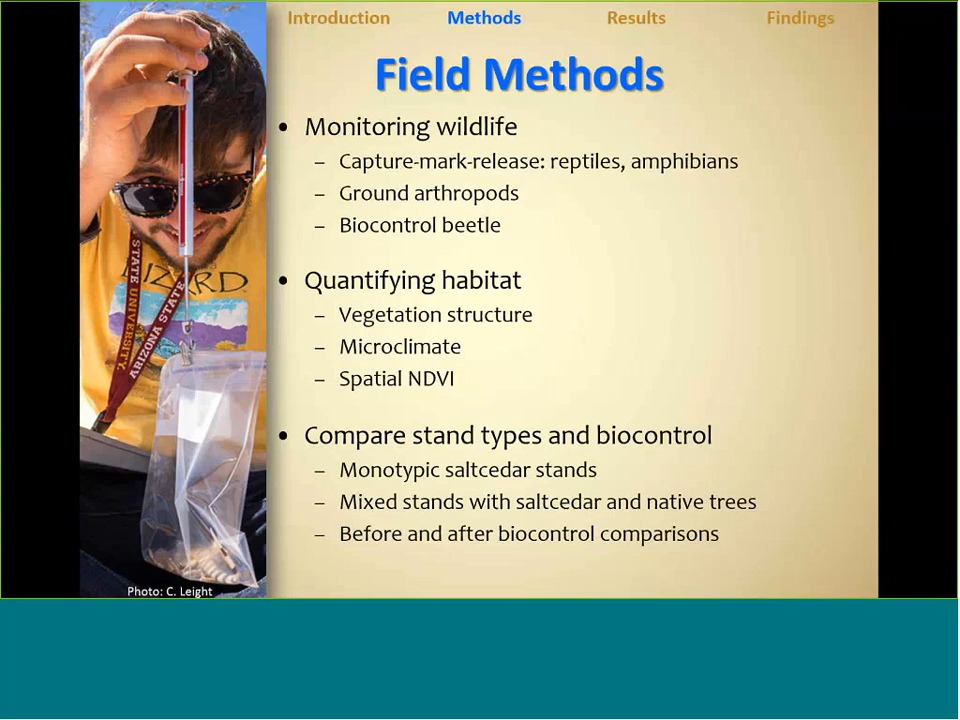 Introduction Methods Results Findings
Field Methods
• Monitoring wildlife
– Capture-mark-release: reptiles, amphibians
– Ground arthropods
– Biocontrol beetle
• Quantifying habitat
– Vegetation structure
– Microclimate
– Spatial NDVI
• Compare stand types and biocontrol
– Monotypic saltcedar stands
– Mixed stands with saltcedar and native trees
– Before and after biocontrol comparisons
STATE UNIVERSITY
ARIZONA STATE
Photo: C. Leight